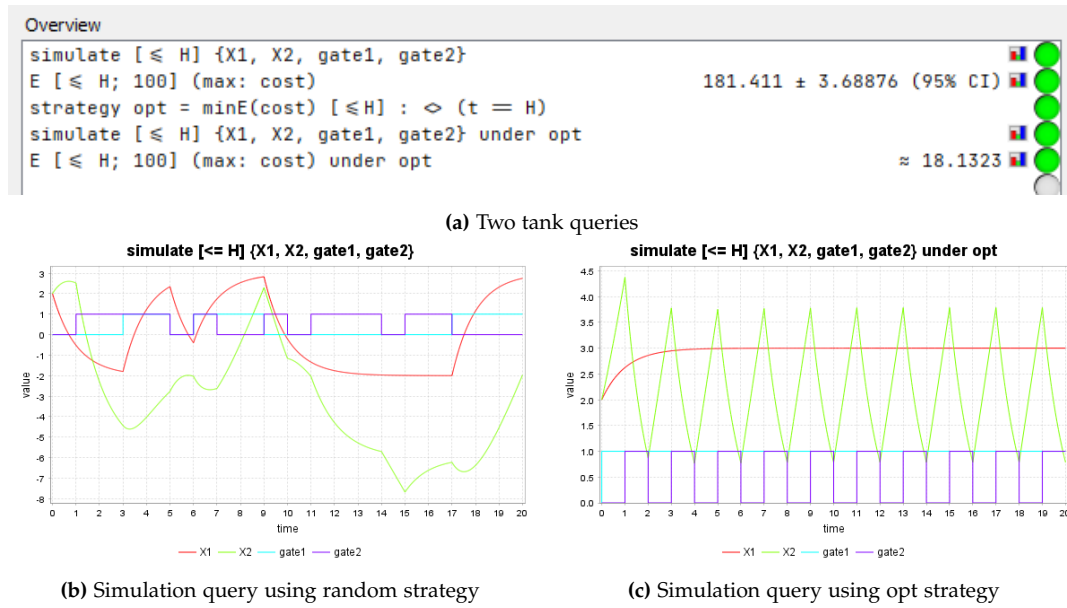 Overview
simulate [⩽ H] {X1, X2, gate1, gate2}
E [⩽ H; 100] (max: cost) 181.411 ± 3.68876 (95% CI)
strategy opt = minE(cost) [⩽H] : <> (t == H)
simulate [⩽ H] {X1, X2, gate1, gate2} under opt
E [⩽ H; 100] (max: cost) under opt ≈ 18.1323
(a) Two tank queries
simulate [<= H] {X1, X2, gate1, gate2}
3
2
1
0
-1
-2
-3
-4
-5
-6
-7
-8
value
0 1 2 3 4 5 6 7 8 9 10 11 12 13 14 15 16 17 18 19 20
time
X1 X2 gate1 gate2
(b) Simulation query using random strategy
simulate [<= H] {X1, X2, gate1, gate2} under opt
4.5
4.0
3.5
3.0
2.5
2.0
1.5
1.0
0.5
0.0
value
0 1 2 3 4 5 6 7 8 9 10 11 12 13 14 15 16 17 18 19 20
time
X1 X2 gate1 gate2
(c) Simulation query using opt strategy